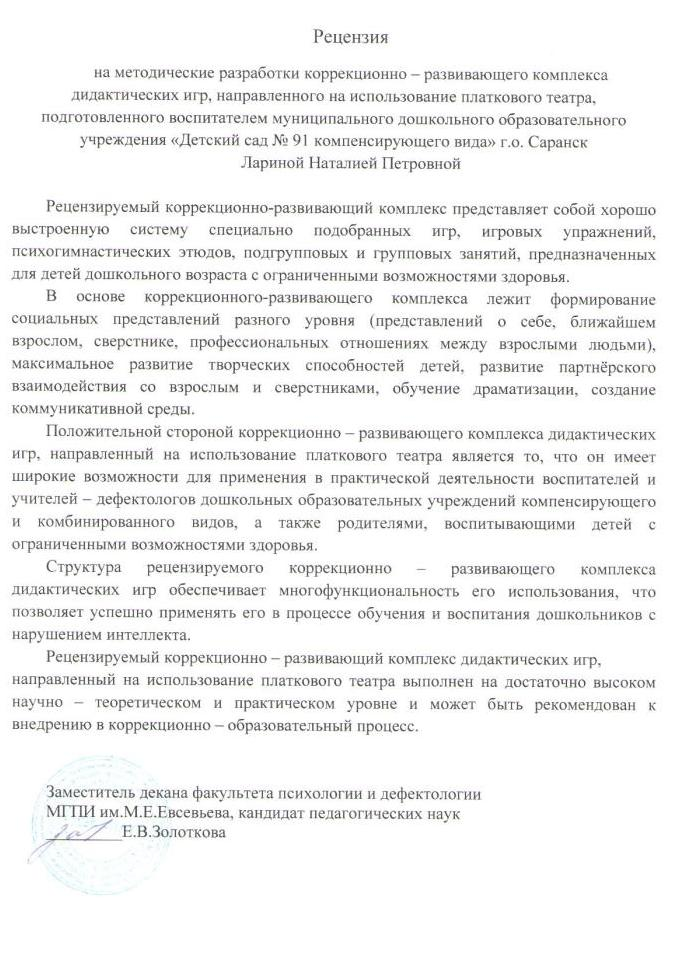 Рецензия
на методические разработки коррекционно – развивающего комплекса
дидактических игр, направленного на использование платкового театра,
подготовленного воспитателем муниципального дошкольного образовательного
учреждения «Детский сад № 91 компенсирующего вида» г.о. Саранск
Лариной Наталией Петровной
Рецензируемый коррекционно-развивающий комплекс представляет собой хорошо
выстроенную систему специально подобранных игр, игровых упражнений,
психогимнастических этюдов, подгрупповых и групповых занятий, предназначенных
для детей дошкольного возраста с ограниченными возможностями здоровья.
В основе коррекционного-развивающего комплекса лежит формирование
социальных представлений разного уровня (представлений о себе, ближайшем
взрослом, сверстнике, профессиональных отношениях между взрослыми людьми),
максимальное развитие творческих способностей детей, развитие партнёрского
взаимодействия со взрослым и сверстниками, обучение драматизации, создание
коммуникативной среды.
Положительной стороной коррекционно – развивающего комплекса дидактических
игр, направленный на использование платкового театра является то, что он имеет
широкие возможности для применения в практической деятельности воспитателей и
учителей – дефектологов дошкольных образовательных учреждений компенсирующего
и комбинированного видов, а также родителями, воспитывающими детей с
ограниченными возможностями здоровья.
Структура рецензируемого коррекционно – развивающего комплекса
дидактических игр обеспечивает многофункциональность его использования, что
позволяет успешно применять его в процессе обучения и воспитания дошкольников с
нарушением интеллекта.
Рецензируемый коррекционно – развивающий комплекс дидактических игр,
направленный на использование платкового театра выполнен на достаточно высоком
научно – теоретическом и практическом уровне и может быть рекомендован к
внедрению в коррекционно – образовательный процесс.
Заместитель декана факультета психологии и дефектологии
МГПИ им.М.Е.Евсевьева, кандидат педагогических наук
Е.В.Золоткова